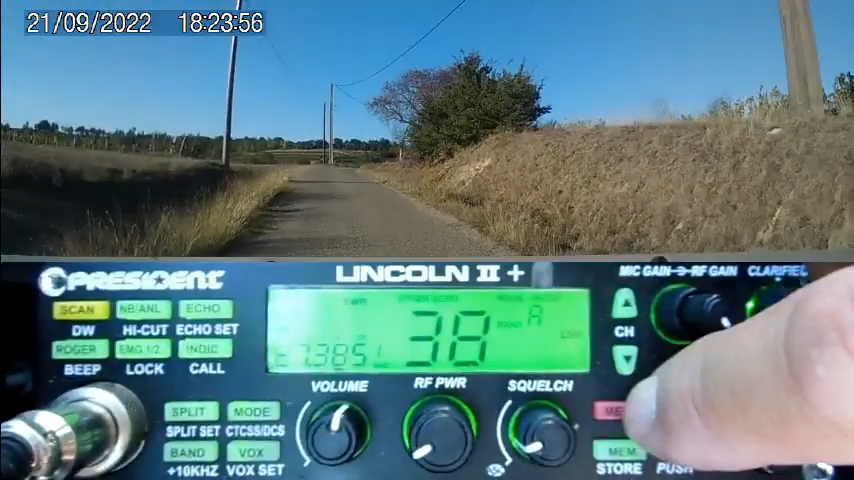 21/09/2022 18:23:56
PRESIDENT
LINCOLN II +
MIC GAIN RF GAIN CLARIFIER
SCAN NB/ANL ECHO
DW HI-CUT ECHO SET
ROGER EMG 1/2 INDIC
BEEP LOCK CALL
38
BAND A
CH
VOLUME RF PWR SQUELCH
SPLIT MODE
SPLIT SET CTCSS/DCS
BAND VOX
+10KHZ VOX SET
MEM
STORE PUSH